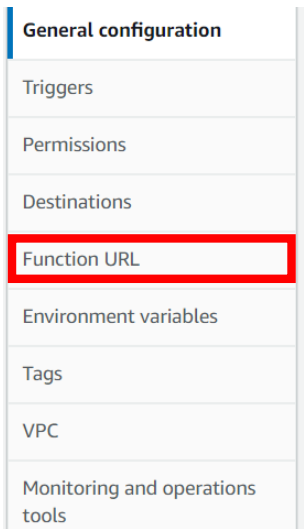 General configuration
Triggers
Permissions
Destinations
Function URL
Environment variables
Tags
VPC
Monitoring and operations
tools